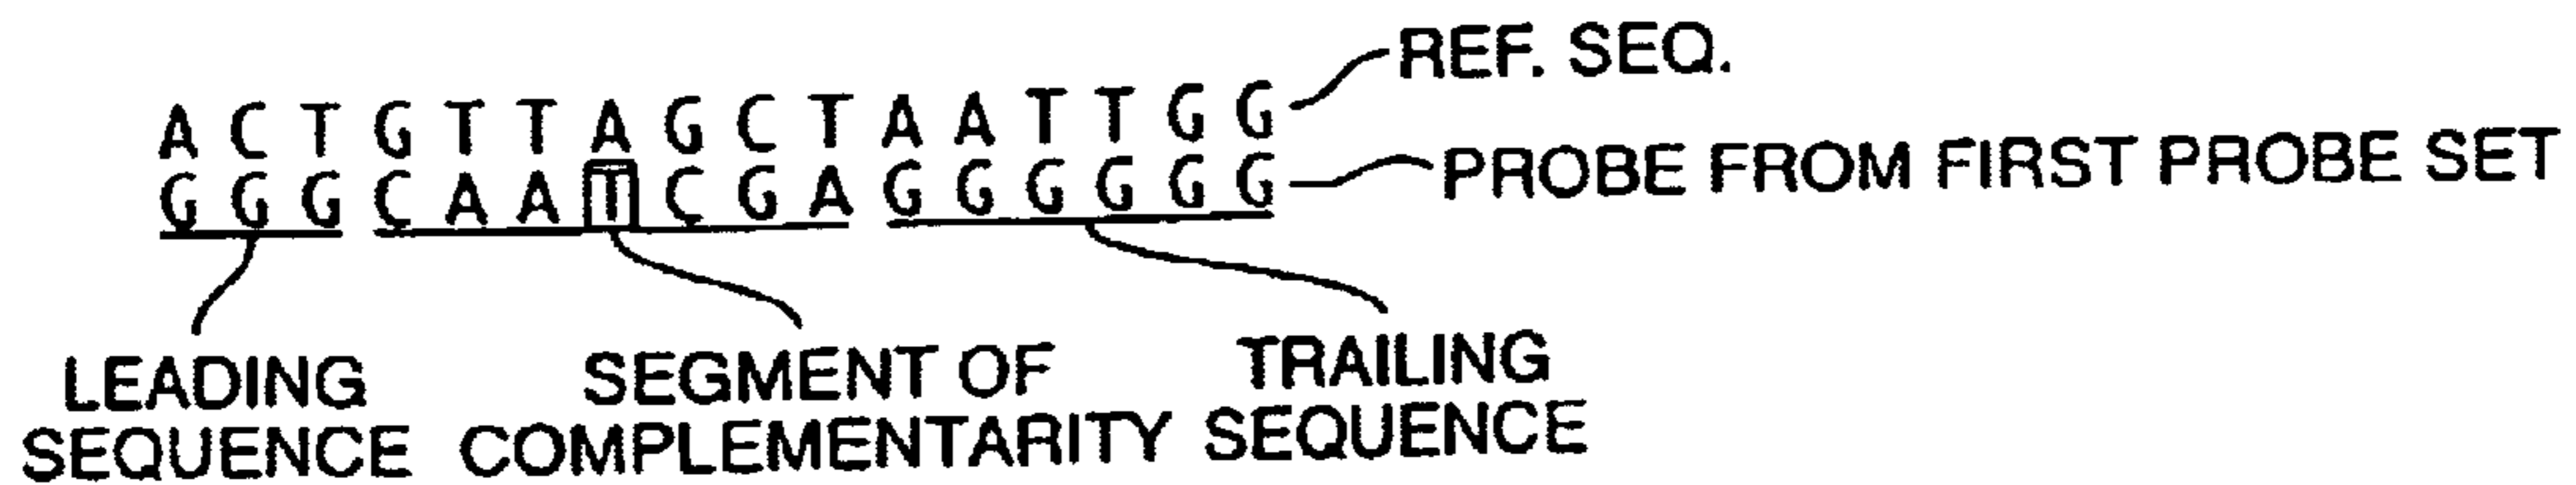 REF. SEQ.
A C T G T T A G C T A A T T G G
G G G C A A T C G A G G G G G G
PROBE FROM FIRST PROBE SET
LEADING SEQUENCE
SEGMENT OF COMPLEMENTARITY
TRAILING SEQUENCE